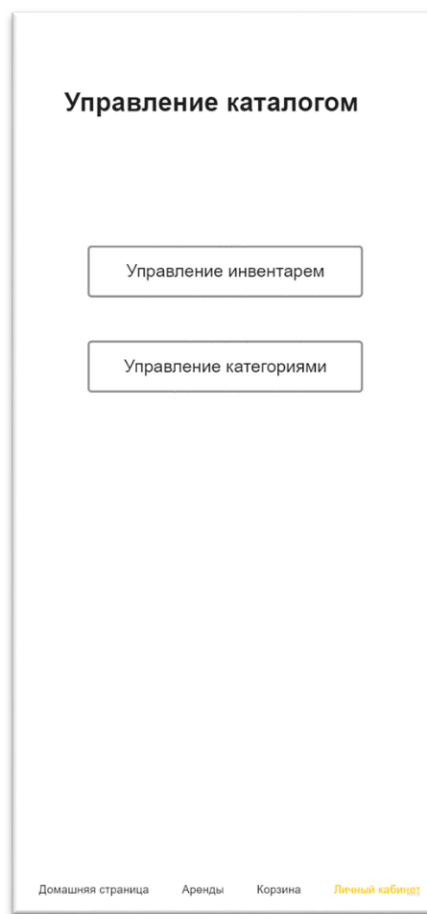 Управление каталогом
Управление инвентарем
Управление категориями
Домашняя страница Аренды Корзина Личный кабинет